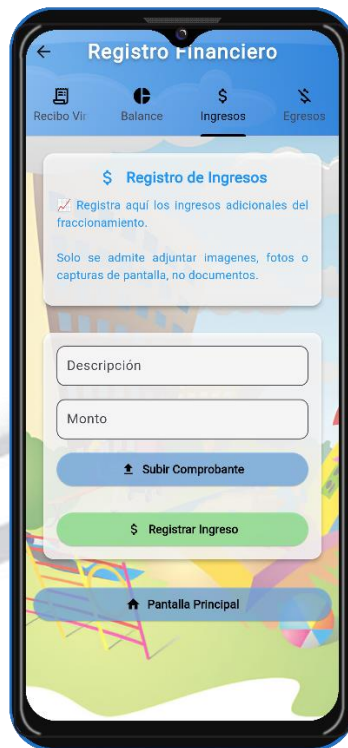 Registro Financiero
Recibo Vir
Balance
Ingresos
Egresos
Registro de Ingresos
Registra aquí los ingresos adicionales del
fraccionamiento.
Solo se admite adjuntar imagenes, fotos o
capturas de pantalla, no documentos.
Descripción
Monto
Subir Comprobante
$ Registrar Ingreso
Pantalla Principal